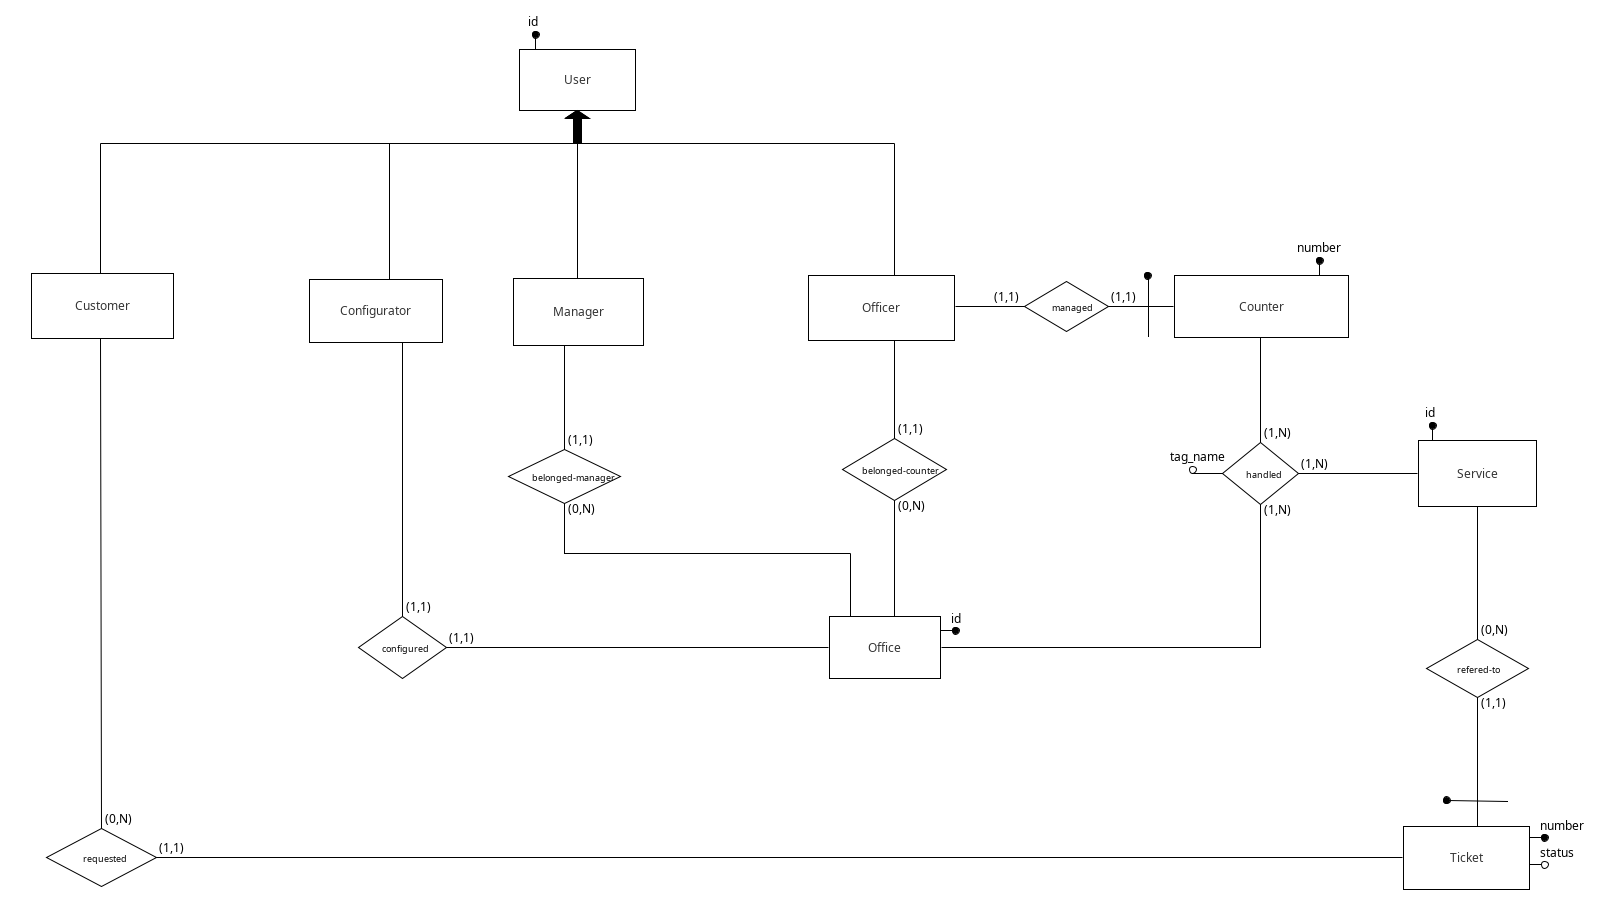 id
User
number
Customer
Configurator
Manager
Officer
(1,1)
managed
(1,1)
Counter
id
(1,1)
belonged-manager
(0,N)
(1,1)
belonged-counter
(0,N)
(1,N)
tag_name
handled
(1,N)
(1,N)
Service
(1,1)
configured
(1,1)
id
Office
(0,N)
refered-to
(1,1)
(0,N)
requested
(1,1)
number
status
Ticket